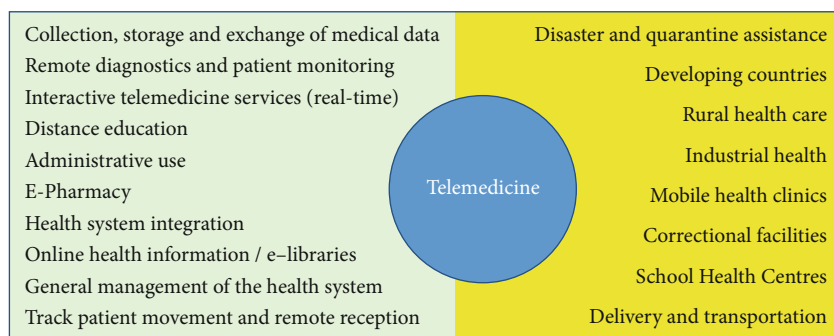 Collection, storage and exchange of medical data
Remote diagnostics and patient monitoring
Interactive telemedicine services (real-time)
Distance education
Administrative use
E-Pharmacy
Health system integration
Online health information / e–libraries
General management of the health system
Track patient movement and remote reception
Telemedicine
Disaster and quarantine assistance
Developing countries
Rural health care
Industrial health
Mobile health clinics
Correctional facilities
School Health Centres
Delivery and transportation